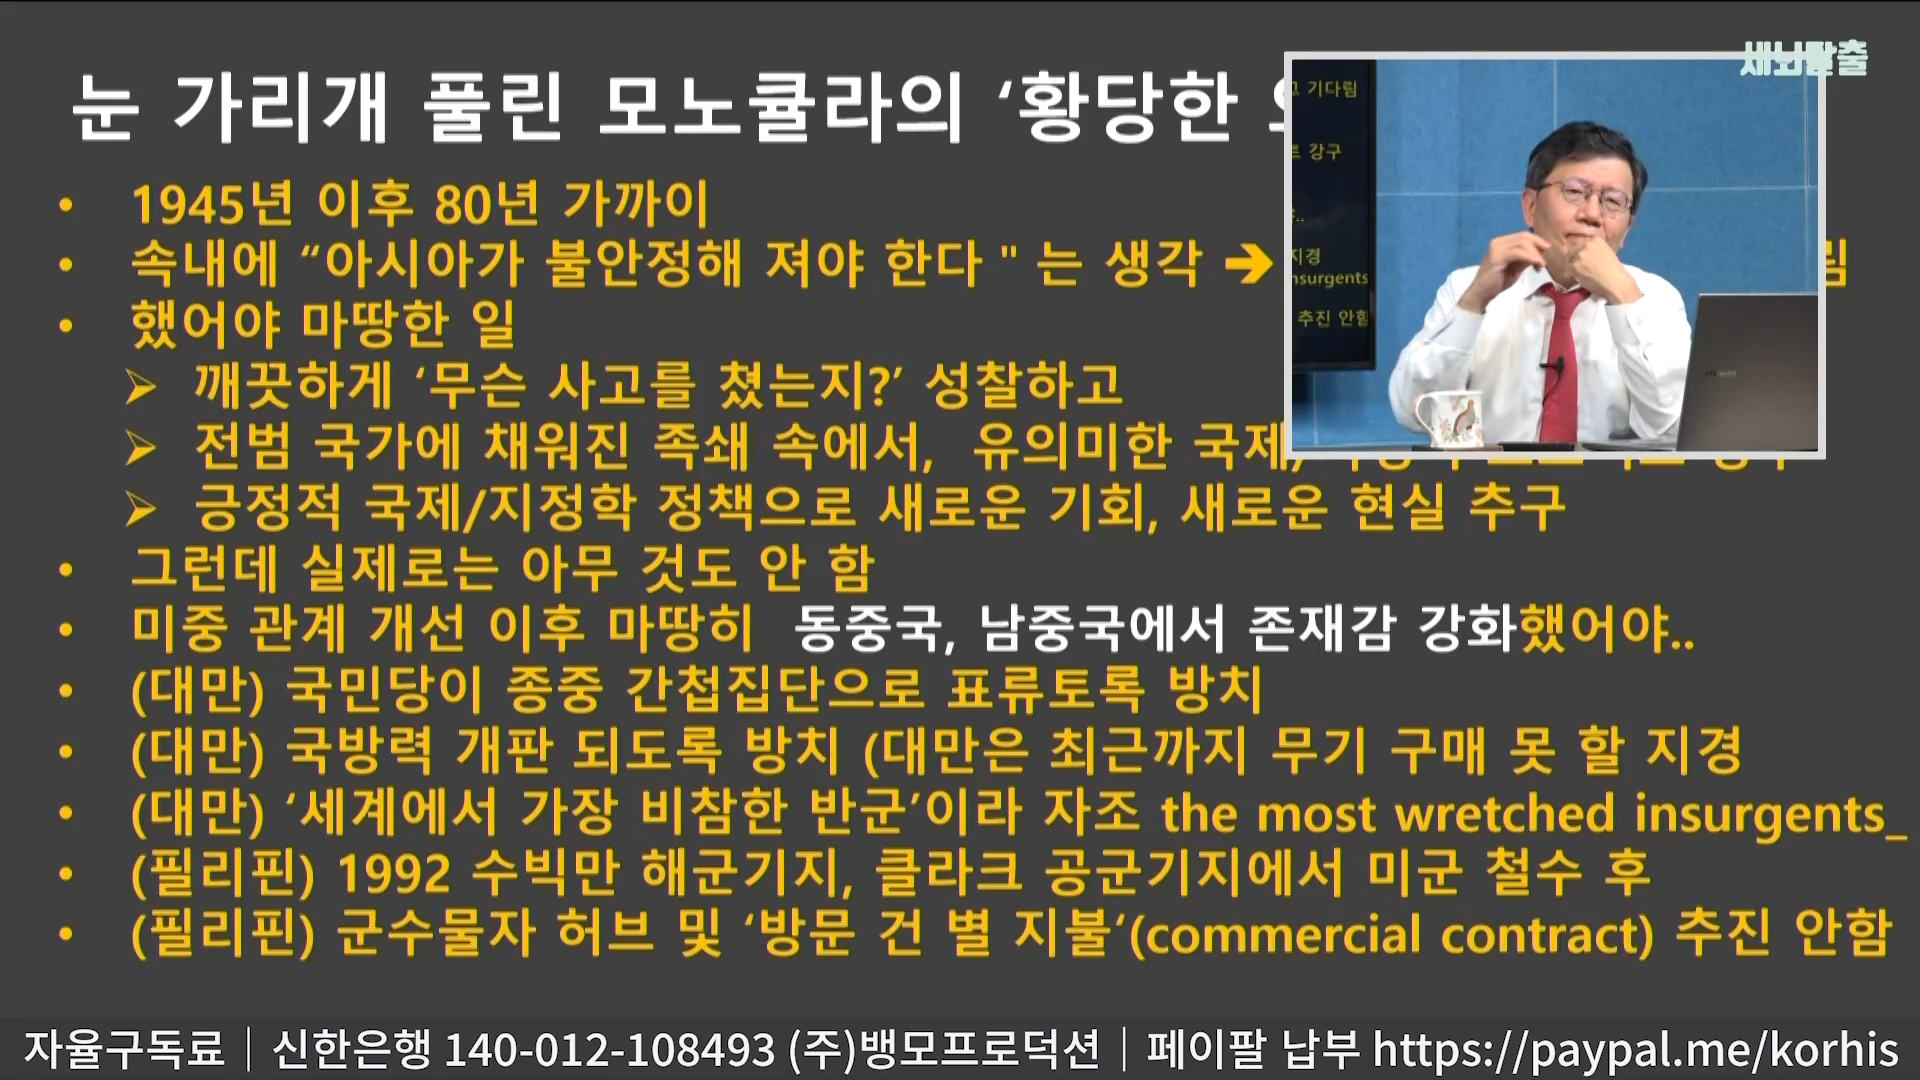 세뇌탈출
눈 가리개 풀린 모노큘라의 ‘황당한
• 1945년 이후 80년 가까이
• 속내에 “아시아가 불안정해 져야 한다 " 는 생각 ➔ 림
• 했어야 마땅한 일
➢ 깨끗하게 ‘무슨 사고를 쳤는지?’ 성찰하고
➢ 전범 국가에 채워진 족쇄 속에서, 유의미한 국제/
➢ 긍정적 국제/지정학 정책으로 새로운 기회, 새로운 현실 추구
• 그런데 실제로는 아무 것도 안 함
• 미중 관계 개선 이후 마땅히 동중국, 남중국에서 존재감 강화했어야..
• (대만) 국민당이 종중 간첩집단으로 표류토록 방치
• (대만) 국방력 개판 되도록 방치 (대만은 최근까지 무기 구매 못 할 지경
• (대만) ‘세계에서 가장 비참한 반군’이라 자조 the most wretched insurgents_
• (필리핀) 1992 수빅만 해군기지, 클라크 공군기지에서 미군 철수 후
• (필리핀) 군수물자 허브 및 ‘방문 건 별 지불‘(commercial contract) 추진 안함
고 기다림
트 강구
..
지경
insurgents
추진 안함
자율구독료｜신한은행 140-012-108493 (주)뱅모프로덕션｜페이팔 납부 https://paypal.me/korhis